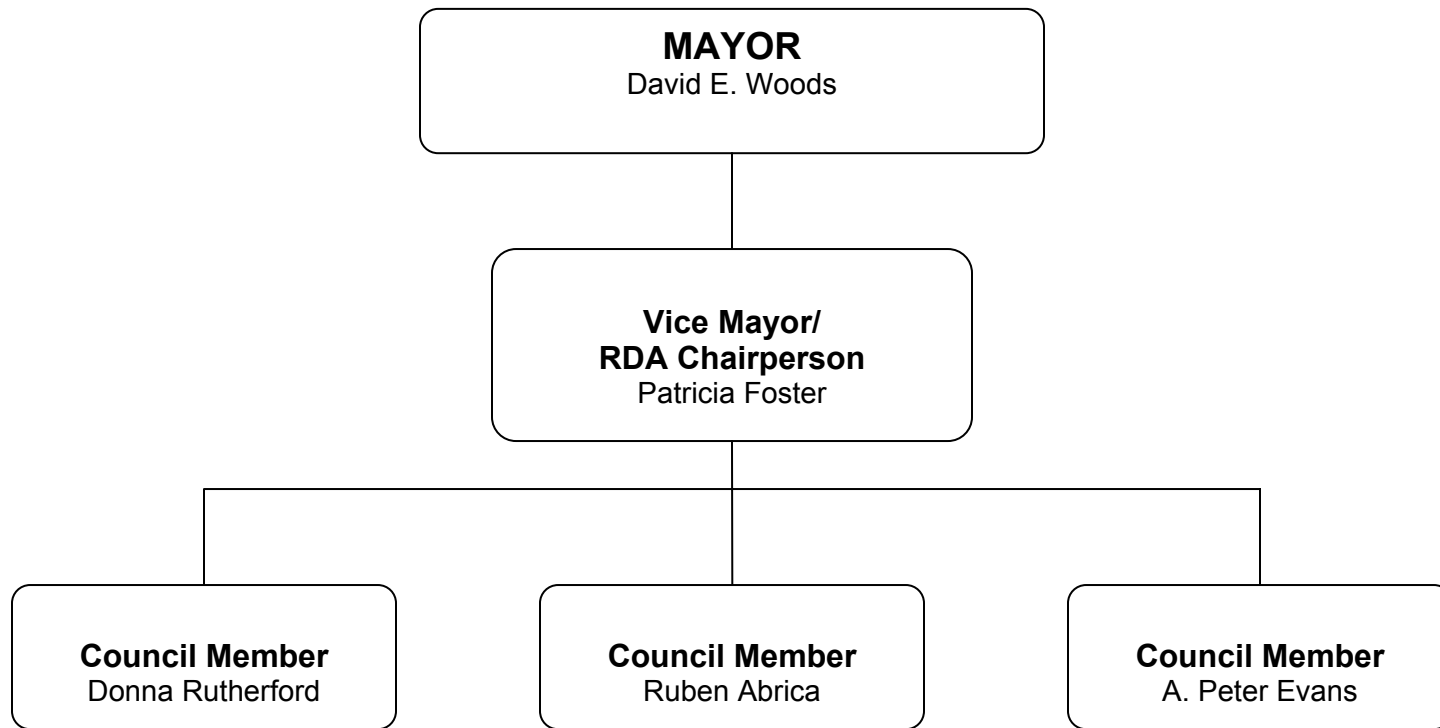 MAYOR
David E. Woods
Vice Mayor/
RDA Chairperson
Patricia Foster
Council Member
Donna Rutherford
Council Member
Ruben Abrica
Council Member
A. Peter Evans